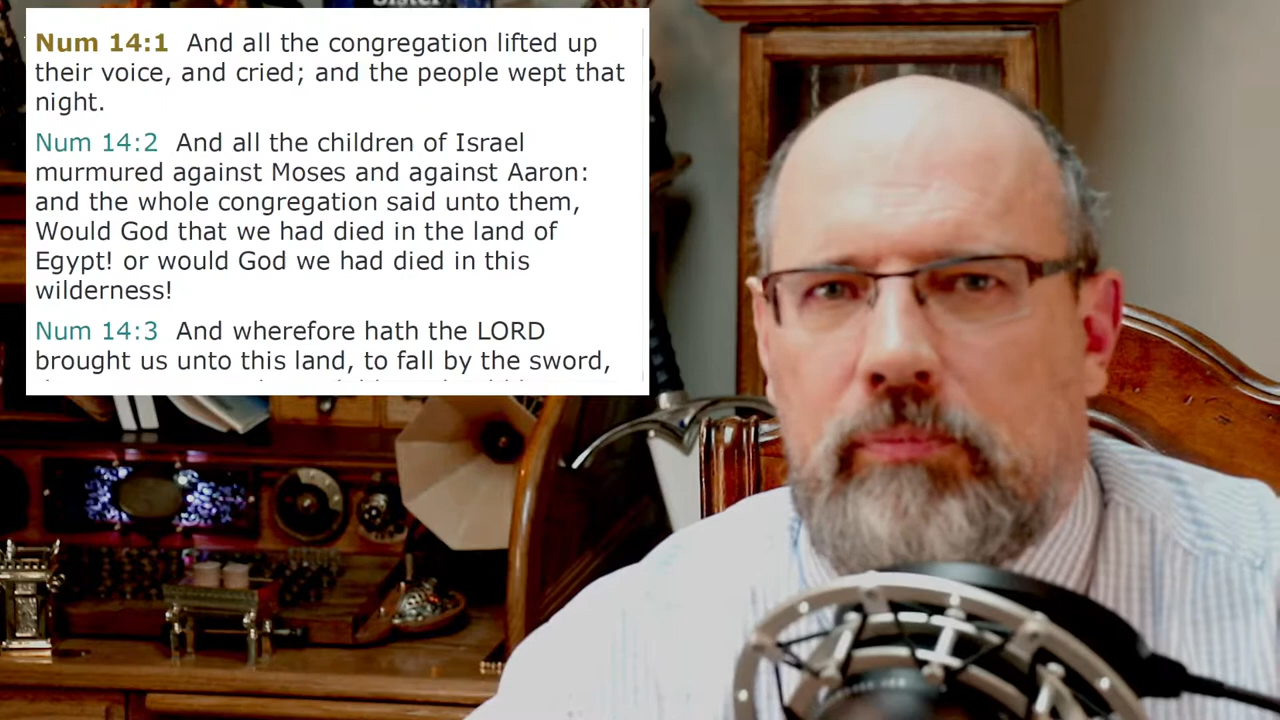 Sister
Num 14:1 And all the congregation lifted up
their voice, and cried; and the people wept that
night.
Num 14:2 And all the children of Israel
murmured against Moses and against Aaron:
and the whole congregation said unto them,
Would God that we had died in the land of
Egypt! or would God we had died in this
wilderness!
Num 14:3 And wherefore hath the LORD
brought us unto this land, to fall by the sword,